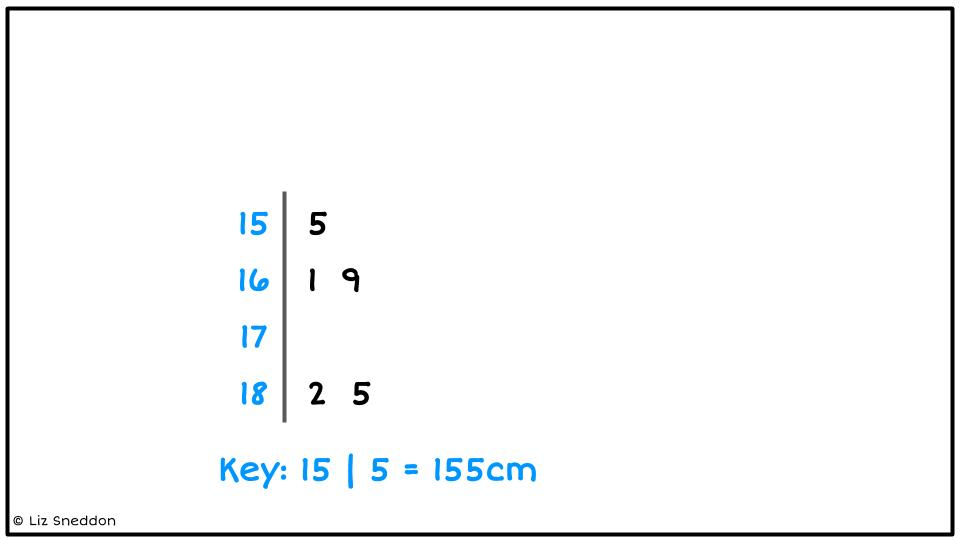 15 | 5
16 | 1 9
17 |
18 | 2 5
Key: 15 | 5 = 155cm
© Liz Sneddon